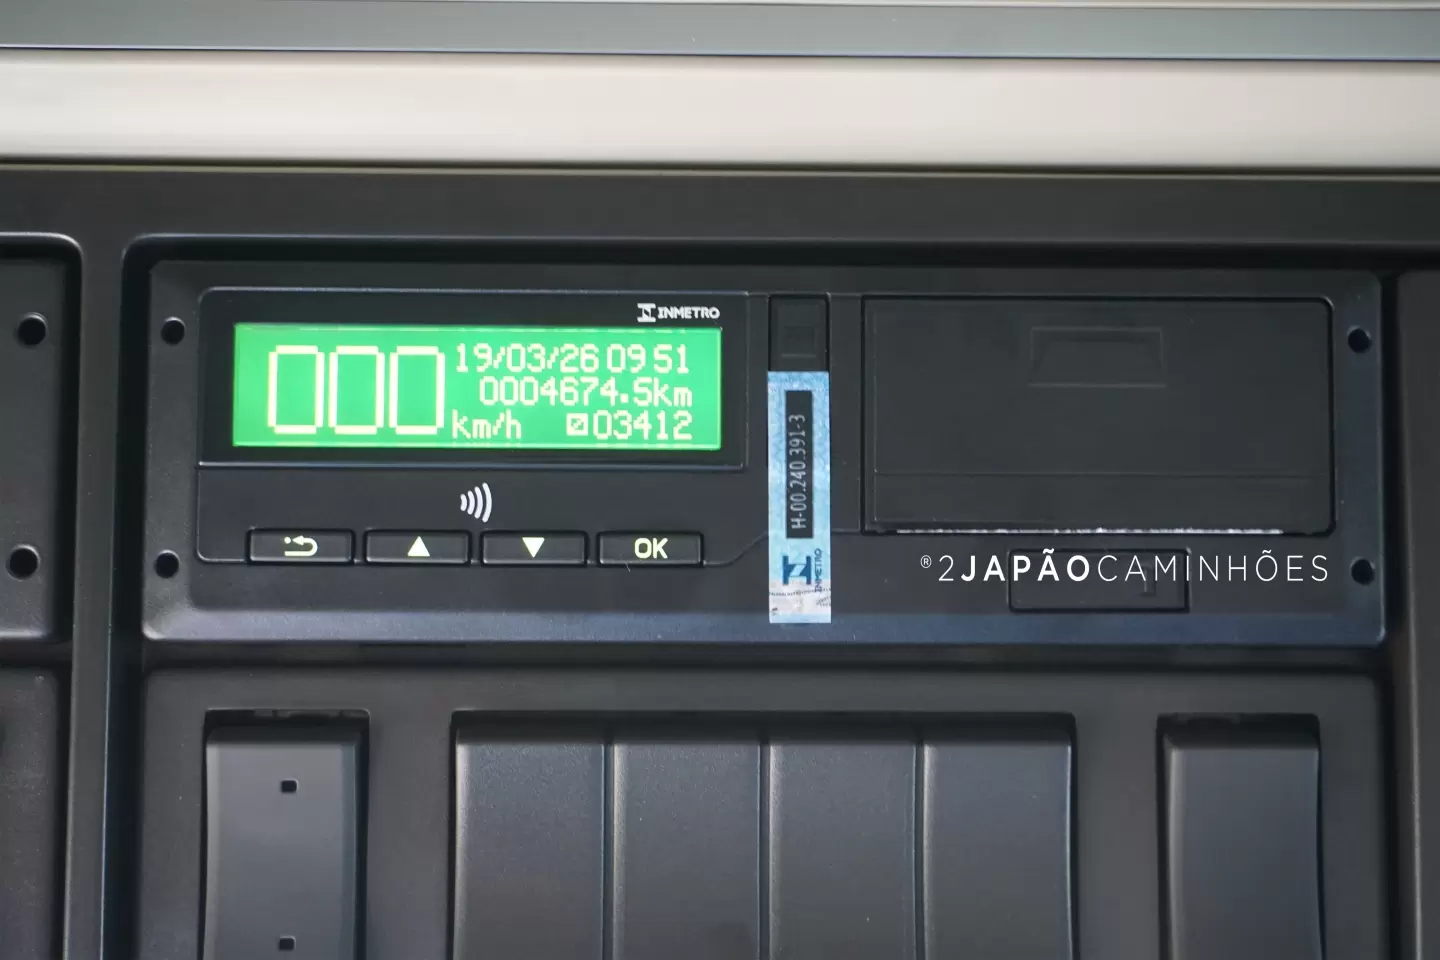 INMETRO
000 km/h
19/03/26 09 51
0004674.5km
03412
OK
H-00.240.391-3
INMETRO
®2JAPÃOCAMINHÕES